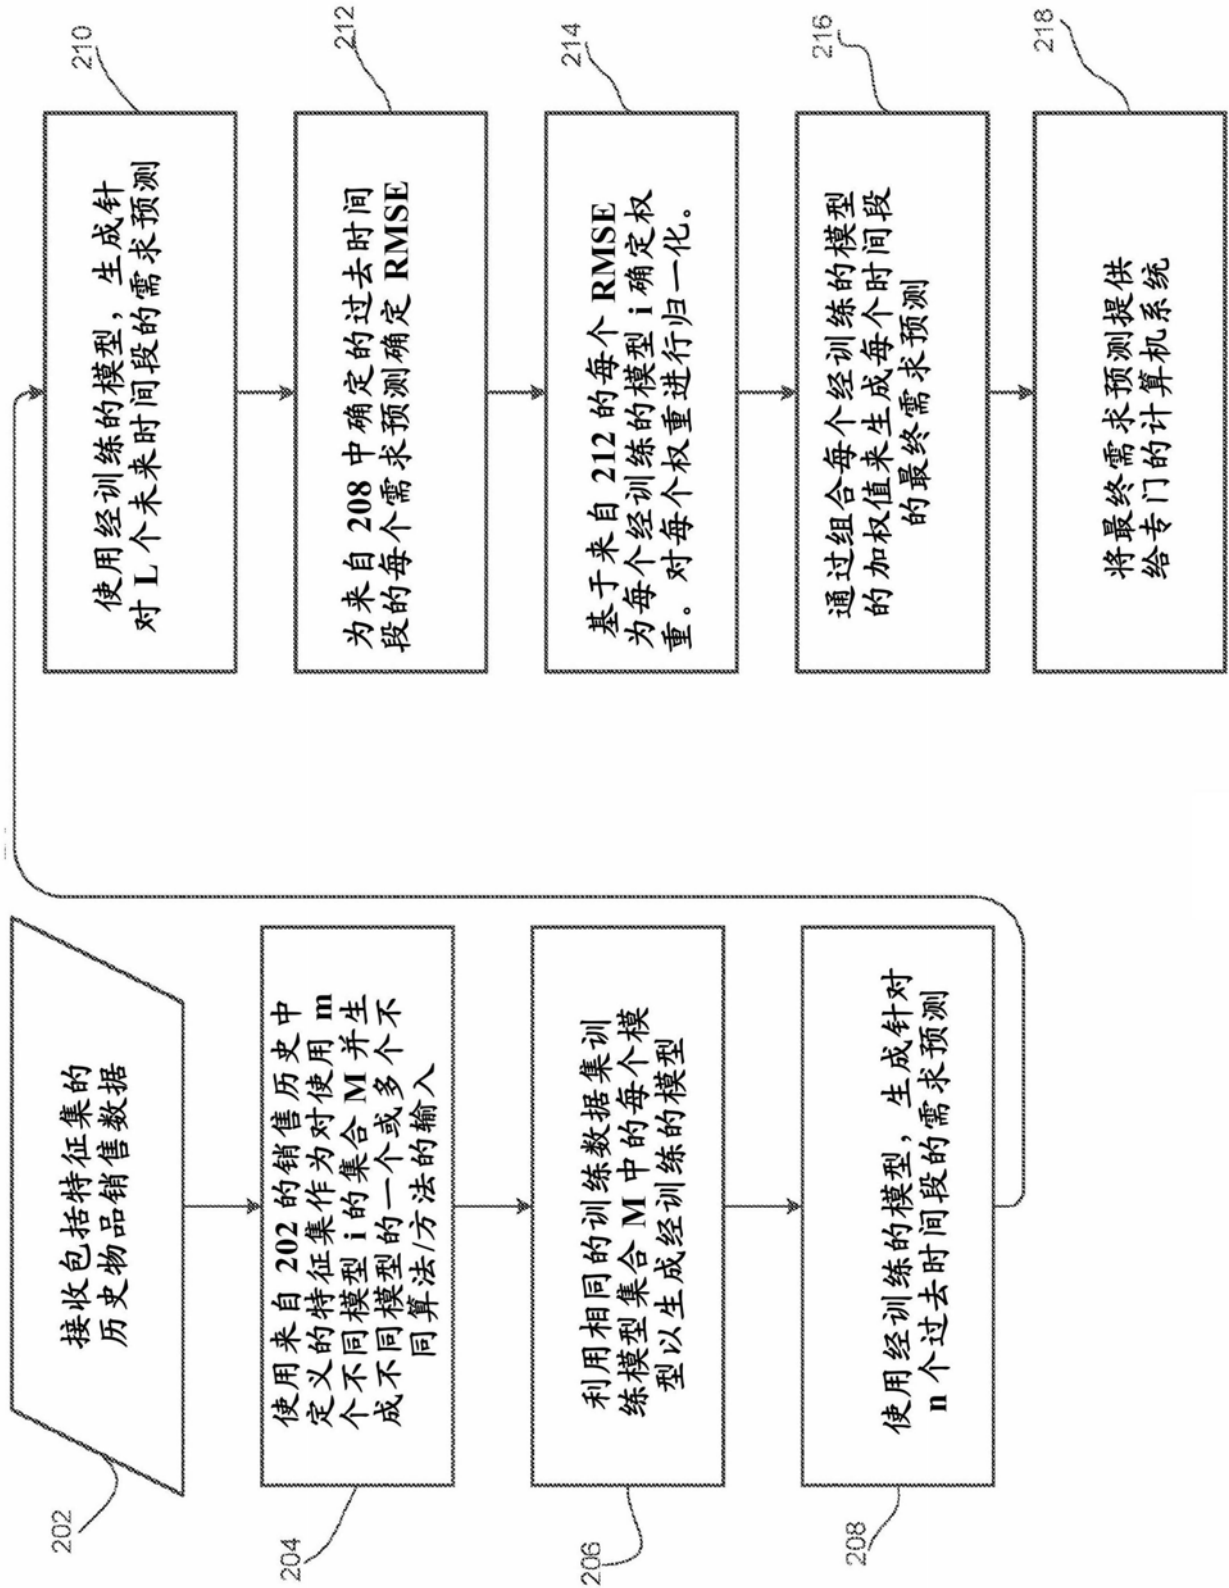 202
接收包括特征集的
历史物品销售数据
204
使用来自 202 的销售历史中
定义的特征集作为对使用 m
个不同模型 i 的集合 M 并生
成不同模型的一个或多个不
同算法/方法的输入
206
利用相同的训练数据集训
练模型集合 M 中的每个模
型以生成经训练的模型
208
使用经训练的模型，生成针对
n 个过去时间段的需求预测
210
使用经训练的模型，生成针
对 L 个未来时间段的需求预测
212
为来自 208 中确定的过去时间
段的每个需求预测确定 RMSE
214
基于来自 212 的每个 RMSE
为每个经训练的模型 i 确定权
重。对每个权重进行归一化。
216
通过组合每个经训练的模型
的加权值来生成每个时间段
的最终需求预测
218
将最终需求预测提供
给专门的计算机系统